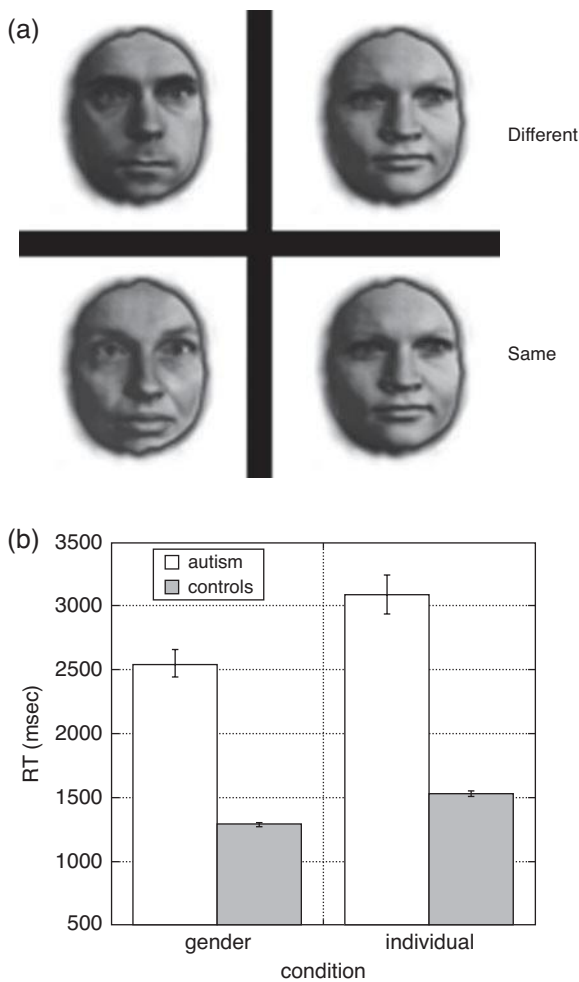 (a)
Different
Same
(b)
3500
3000
2500
2000
1500
1000
500
RT (msec)
autism
controls
gender
individual
condition